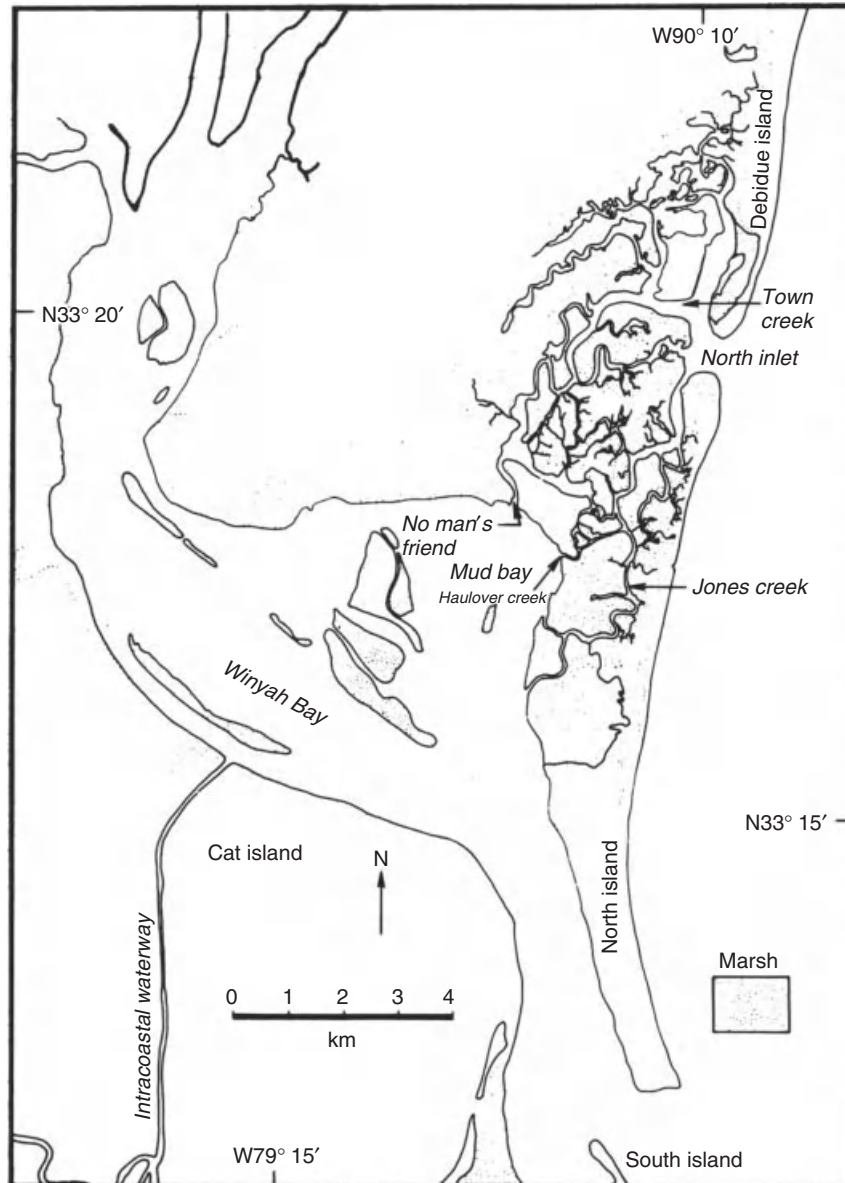 W90° 10′
Debidue island
N33° 20′
Town
creek
North inlet
No man's
friend
Mud bay
Haulover creek
Jones creek
Winyah Bay
N33° 15′
Cat island
N
North island
Intracoastal waterway
Marsh
0 1 2 3 4
km
W79° 15′
South island